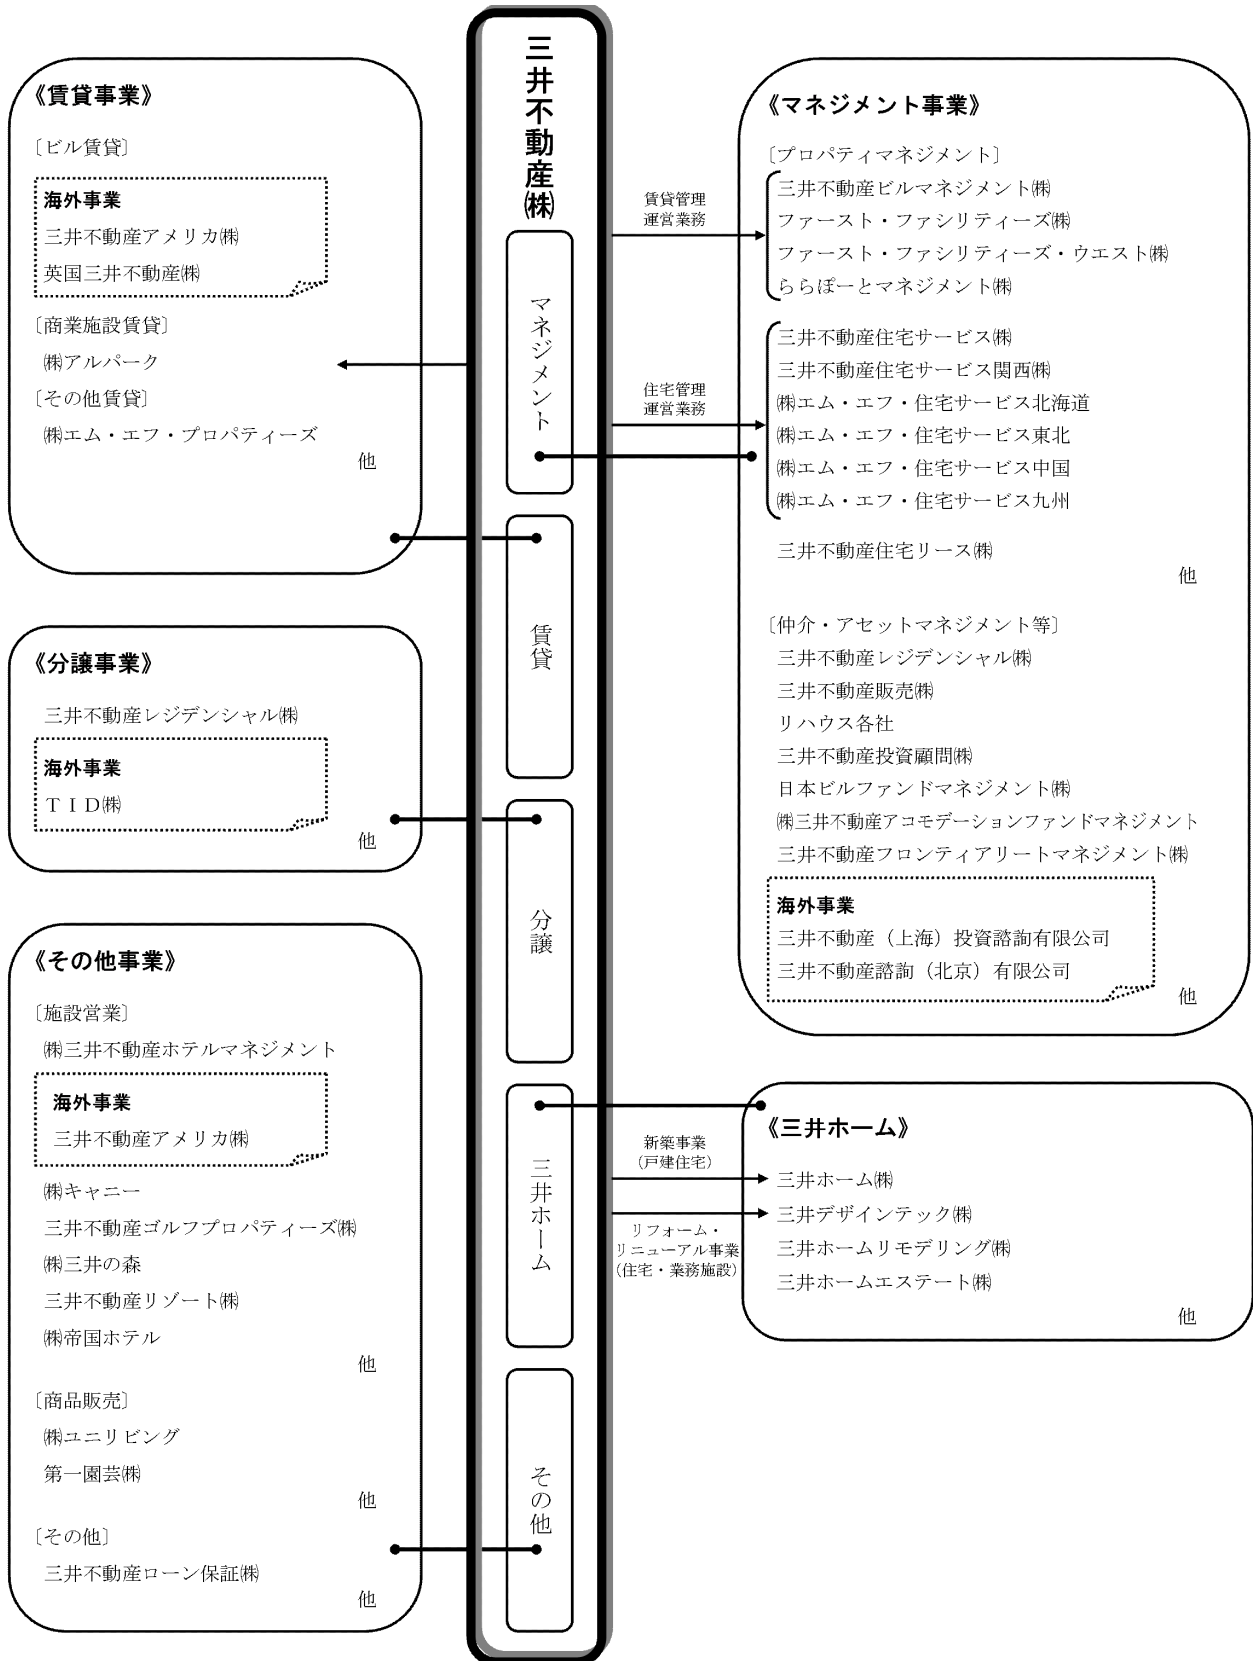 三井不動産㈱
マネジメント
賃貸
分譲
三井ホーム
その他
《賃貸事業》
〔ビル賃貸〕
海外事業
三井不動産アメリカ㈱
英国三井不動産㈱
〔商業施設賃貸〕
㈱アルパーク
〔その他賃貸〕
㈱エム・エフ・プロパティーズ
他
《分譲事業》
三井不動産レジデンシャル㈱
海外事業
ＴＩＤ㈱
他
《その他事業》
〔施設営業〕
㈱三井不動産ホテルマネジメント
海外事業
三井不動産アメリカ㈱
㈱キャニー
三井不動産ゴルフプロパティーズ㈱
㈱三井の森
三井不動産リゾート㈱
㈱帝国ホテル
他
〔商品販売〕
㈱ユニリビング
第一園芸㈱
他
〔その他〕
三井不動産ローン保証㈱
他
賃貸管理
運営業務
住宅管理
運営業務
《マネジメント事業》
〔プロパティマネジメント〕
三井不動産ビルマネジメント㈱
ファースト・ファシリティーズ㈱
ファースト・ファシリティーズ・ウエスト㈱
ららぽーとマネジメント㈱
三井不動産住宅サービス㈱
三井不動産住宅サービス関西㈱
㈱エム・エフ・住宅サービス北海道
㈱エム・エフ・住宅サービス東北
㈱エム・エフ・住宅サービス中国
㈱エム・エフ・住宅サービス九州
三井不動産住宅リース㈱
他
〔仲介・アセットマネジメント等〕
三井不動産レジデンシャル㈱
三井不動産販売㈱
リハウス各社
三井不動産投資顧問㈱
日本ビルファンドマネジメント㈱
㈱三井不動産アコモデーションファンドマネジメント
三井不動産フロンティアリートマネジメント㈱
海外事業
三井不動産（上海）投資諮詢有限公司
三井不動産諮詢（北京）有限公司
他
新築事業
（戸建住宅）
リフォーム・
リニューアル事業
（住宅・業務施設）
《三井ホーム》
三井ホーム㈱
三井デザインテック㈱
三井ホームリモデリング㈱
三井ホームエステート㈱
他